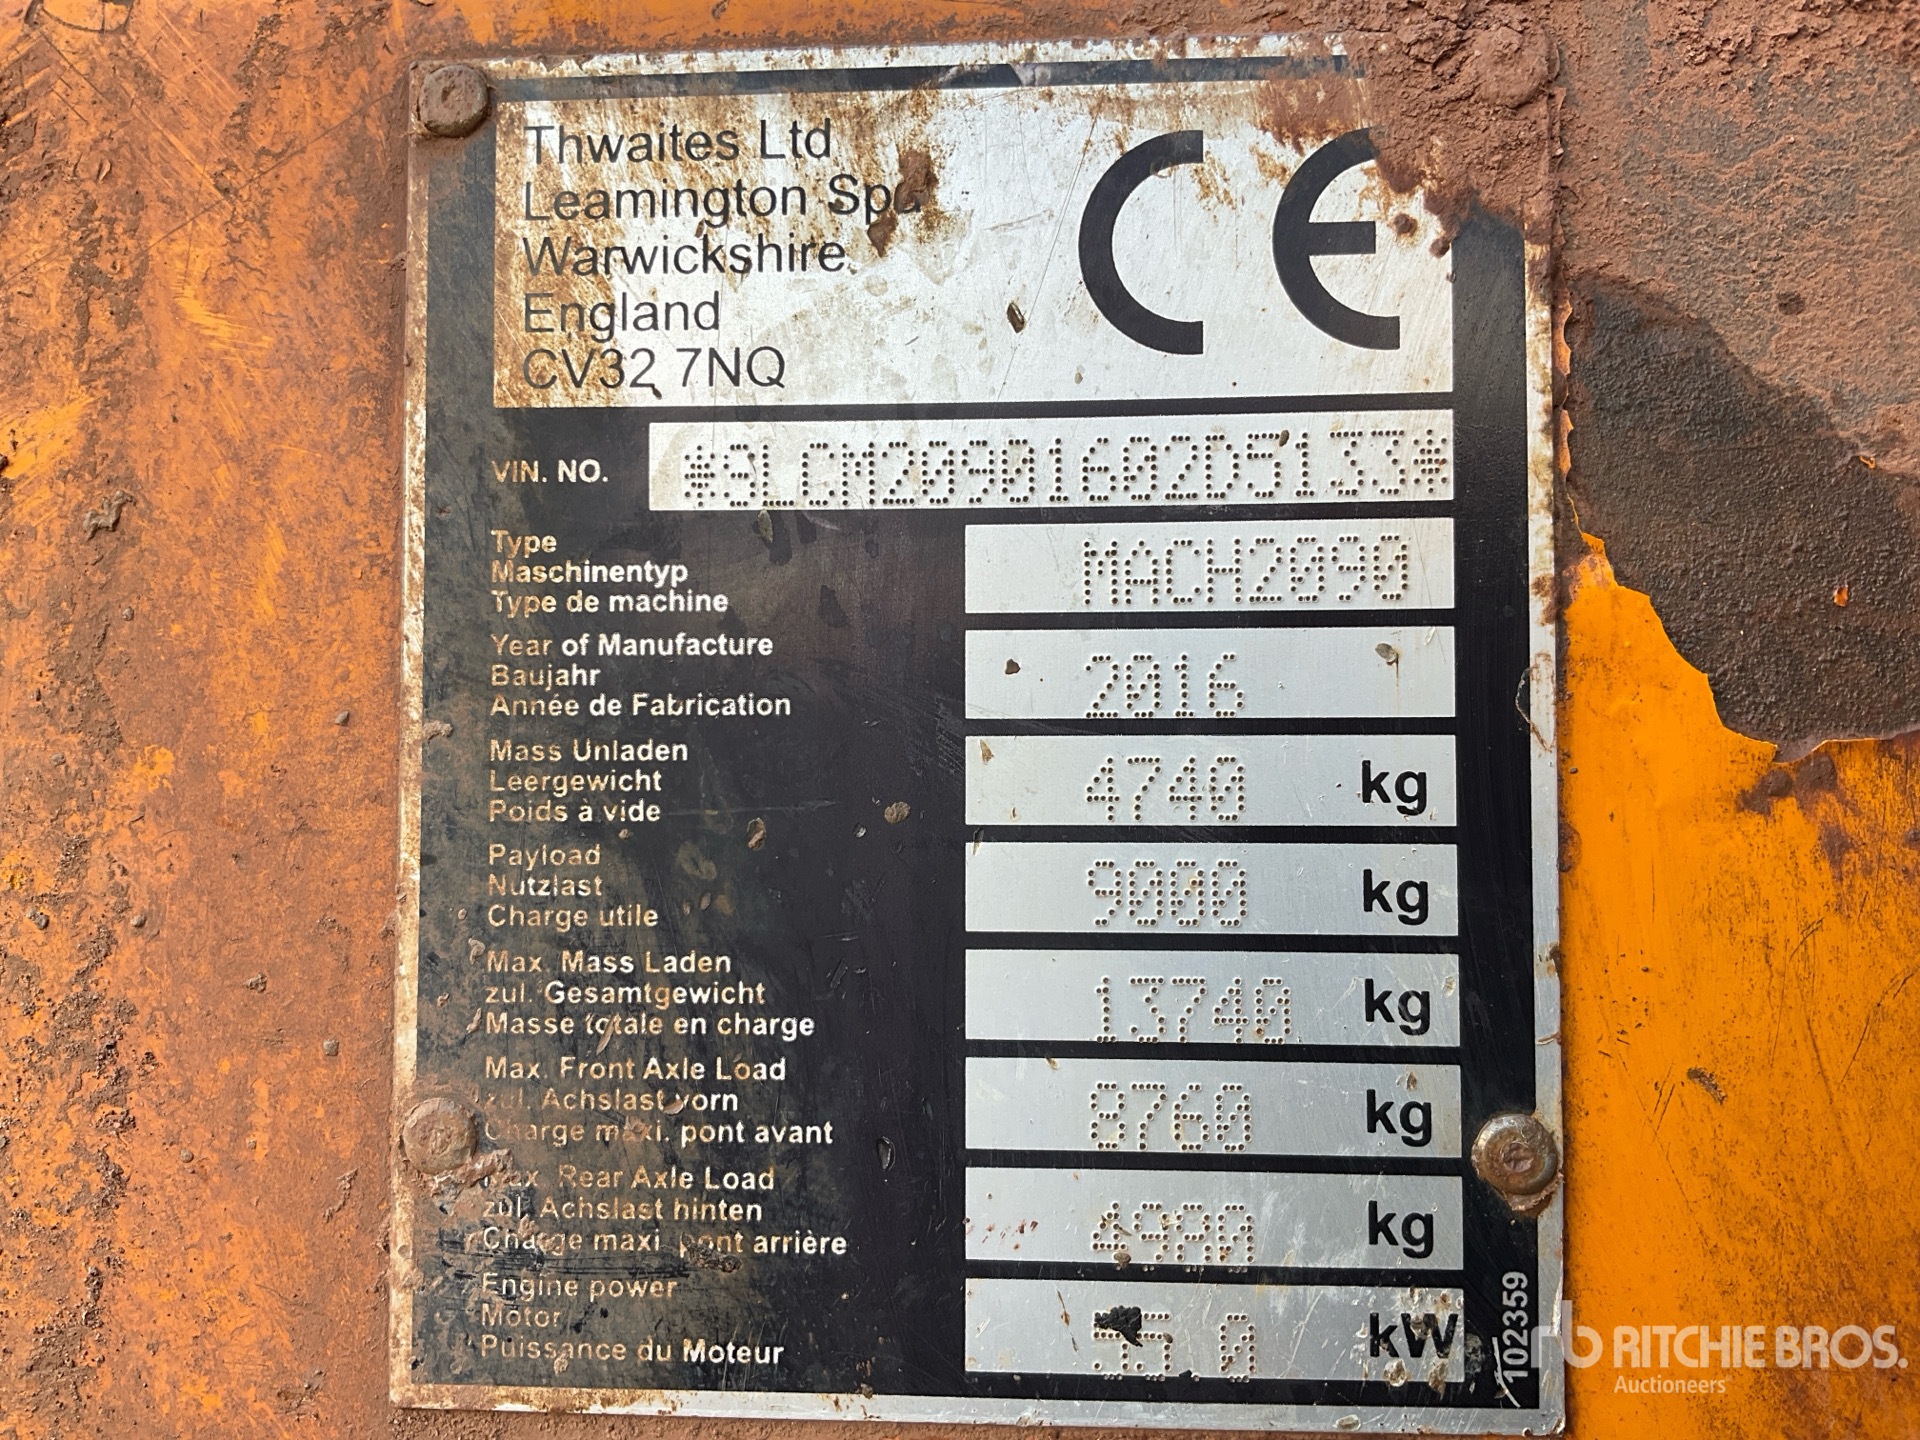 Thwaites Ltd
Leamington Spa
Warwickshire
England
CV32 7NQ
CE
VIN. NO. *SLCM20901602D5133*
Type MACH2090
Maschinentyp
Type de machine
Year of Manufacture 2016
Baujahr
Année de Fabrication
Mass Unladen 4740 kg
Leergewicht
Poids à vide
Payload 9000 kg
Nutzlast
Charge utile
Max. Mass Laden 13740 kg
zul. Gesamtgewicht
Masse totale en charge
Max. Front Axle Load 8760 kg
zul. Achslast vorn
Charge maxi. pont avant
Max. Rear Axle Load 4980 kg
zul. Achslast hinten
Charge maxi. pont arrière
Engine power 55.0 kW
Motor
Puissance du Moteur
102359
RITCHIE BROS.
Auctioneers